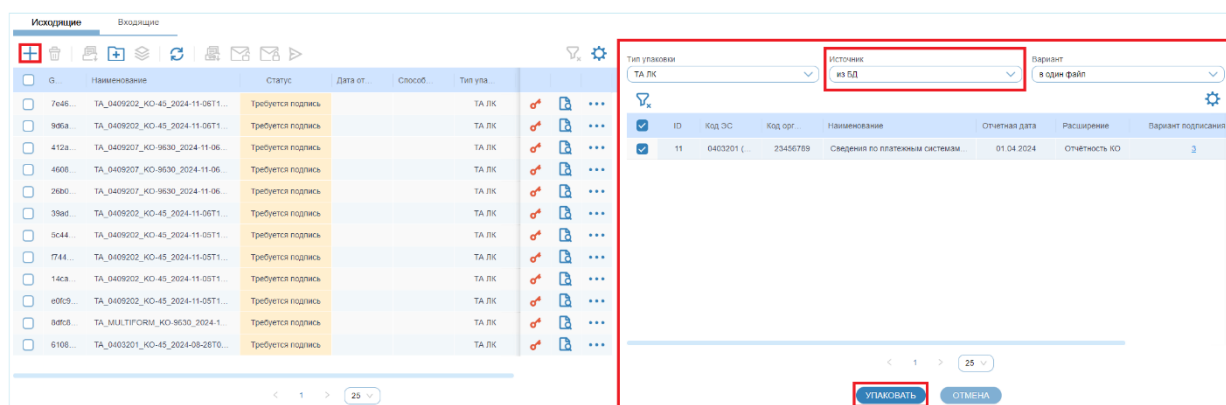 Исходящие Входящие
G... Наименование Статус Дата от... Способ... Тип упа...
7e46... TA_0409202_KO-45_2024-11-06T1... Требуется подпись ТА ЛК
9d6a... TA_0409202_KO-45_2024-11-06T1... Требуется подпись ТА ЛК
412a... TA_0409207_KO-9630_2024-11-06... Требуется подпись ТА ЛК
4608... TA_0409207_KO-9630_2024-11-06... Требуется подпись ТА ЛК
26b0... TA_0409207_KO-9630_2024-11-06... Требуется подпись ТА ЛК
39ad... TA_0409202_KO-45_2024-11-06T1... Требуется подпись ТА ЛК
5c44... TA_0409202_KO-45_2024-11-05T1... Требуется подпись ТА ЛК
f744... TA_0409202_KO-45_2024-11-05T1... Требуется подпись ТА ЛК
14ca... TA_0409202_KO-45_2024-11-05T1... Требуется подпись ТА ЛК
e0fc9... TA_0409202_KO-45_2024-11-05T1... Требуется подпись ТА ЛК
8dfc8... TA_MULTIFORM_KO-9630_2024-1... Требуется подпись ТА ЛК
6108... TA_0403201_KO-45_2024-08-28T0... Требуется подпись ТА ЛК
< 1 > 25
Тип упаковки Источник Вариант
ТА ЛК из БД в один файл
ID Код ЭС Код орг... Наименование Отчетная дата Расширение Вариант подписания
11 0403201 (... 23456789 Сведения по платежным системам... 01.04.2024 Отчётность КО 3
< 1 > 25
УПАКОВАТЬ ОТМЕНА